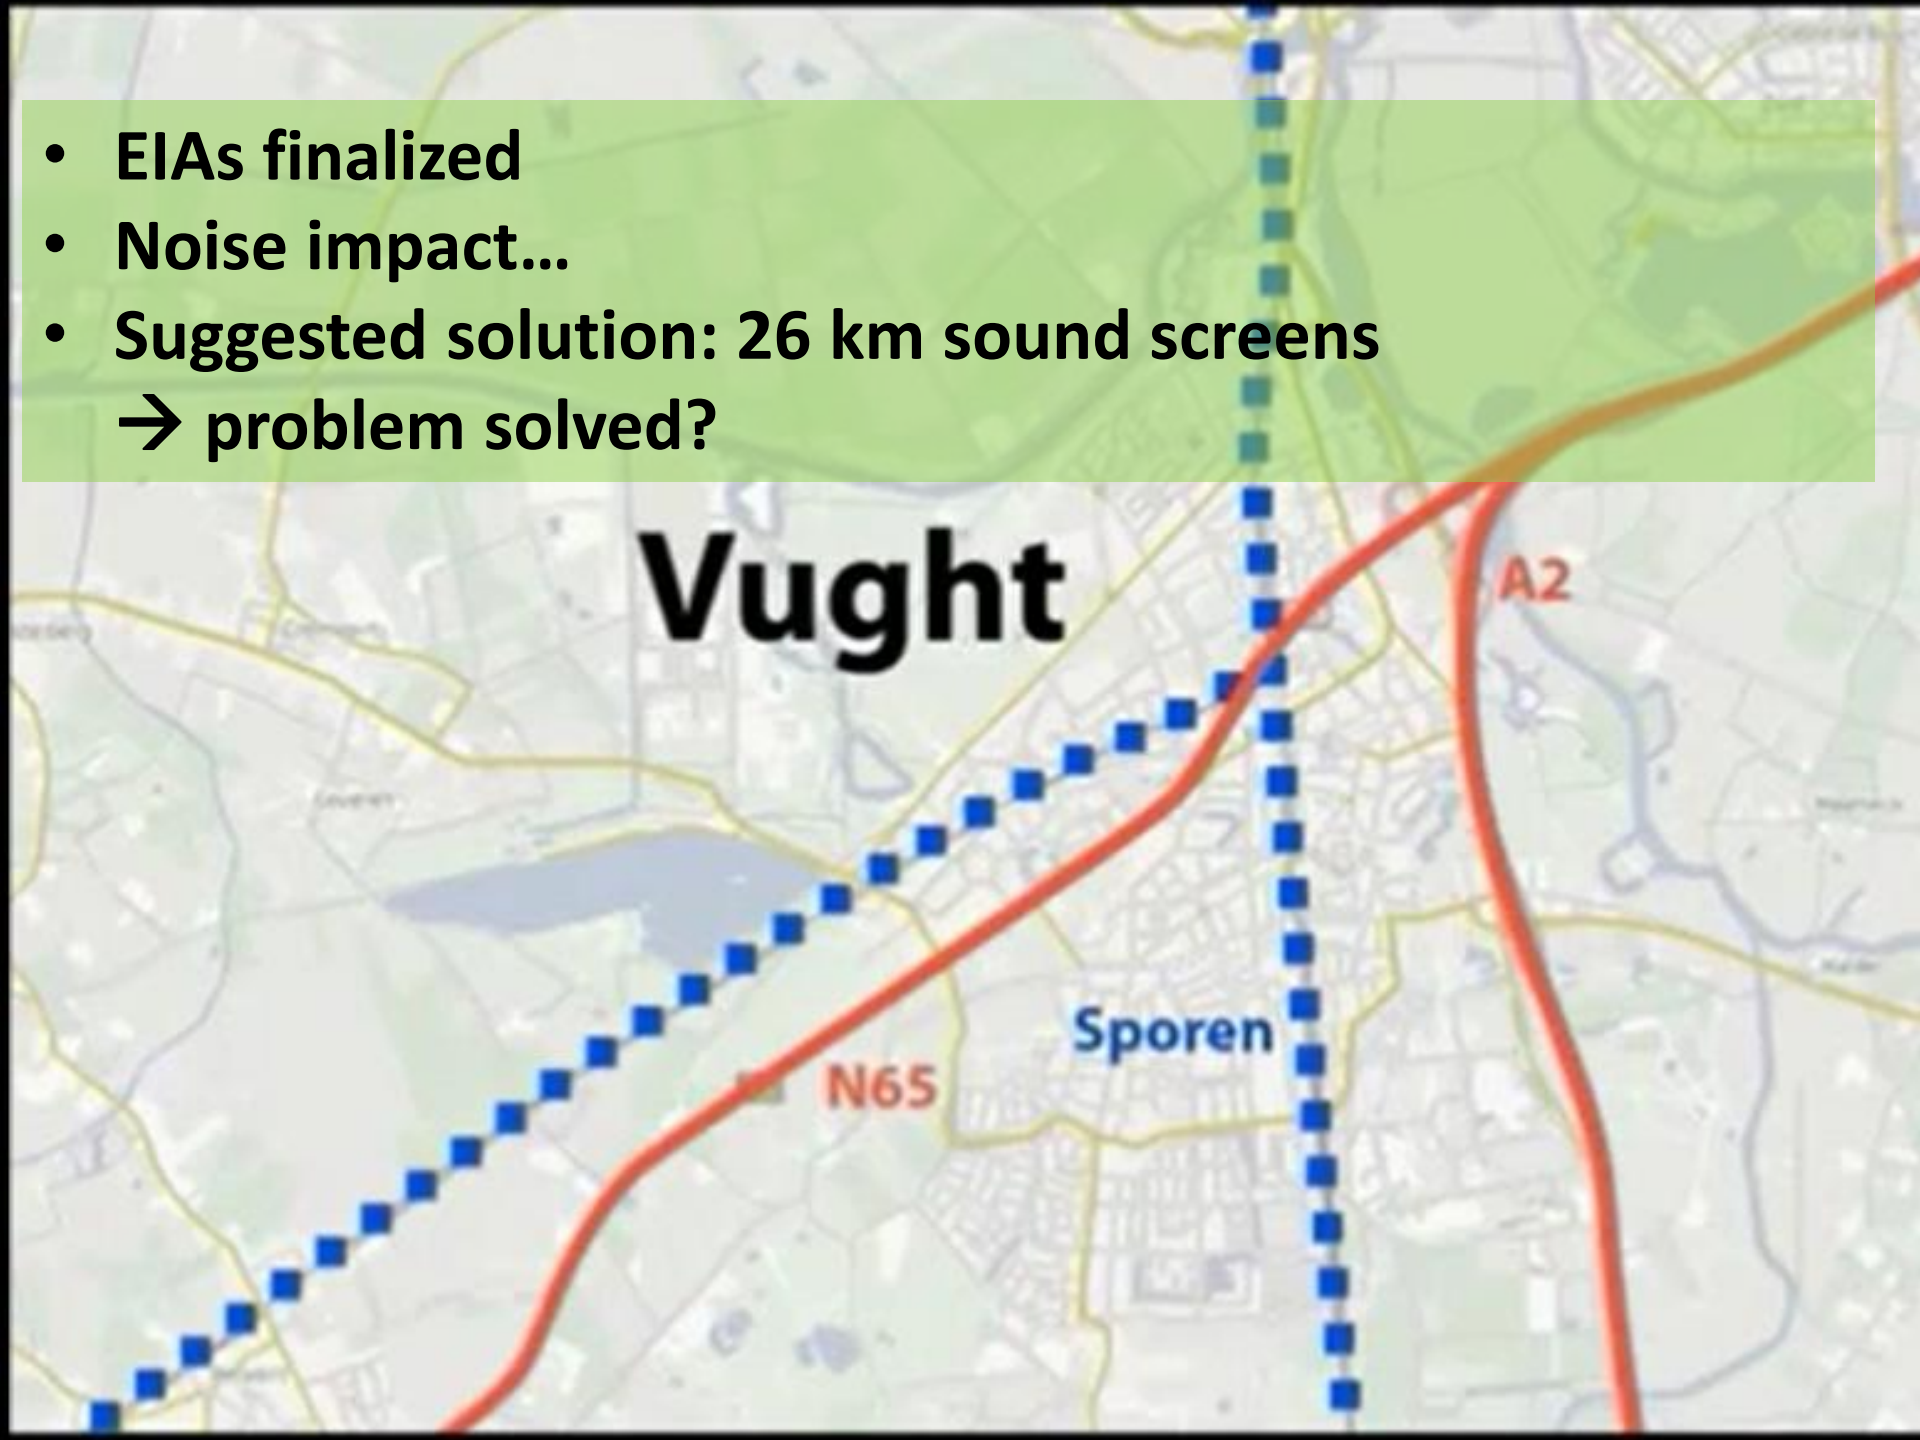 • EIAs finalized
• Noise impact...
• Suggested solution: 26 km sound screens
→ problem solved?
Vught
A2
Sporen
N65